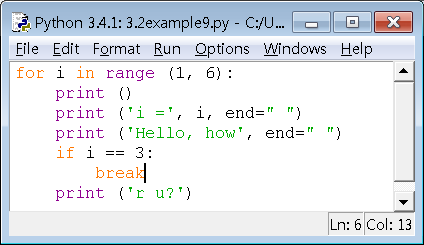 Python 3.4.1: 3.2example9.py - C:/U...
File Edit Format Run Options Windows Help
for i in range (1, 6):
    print ()
    print ('i =', i, end=" ")
    print ('Hello, how', end=" ")
    if i == 3:
        break
    print ('r u?')
Ln: 6 Col: 13